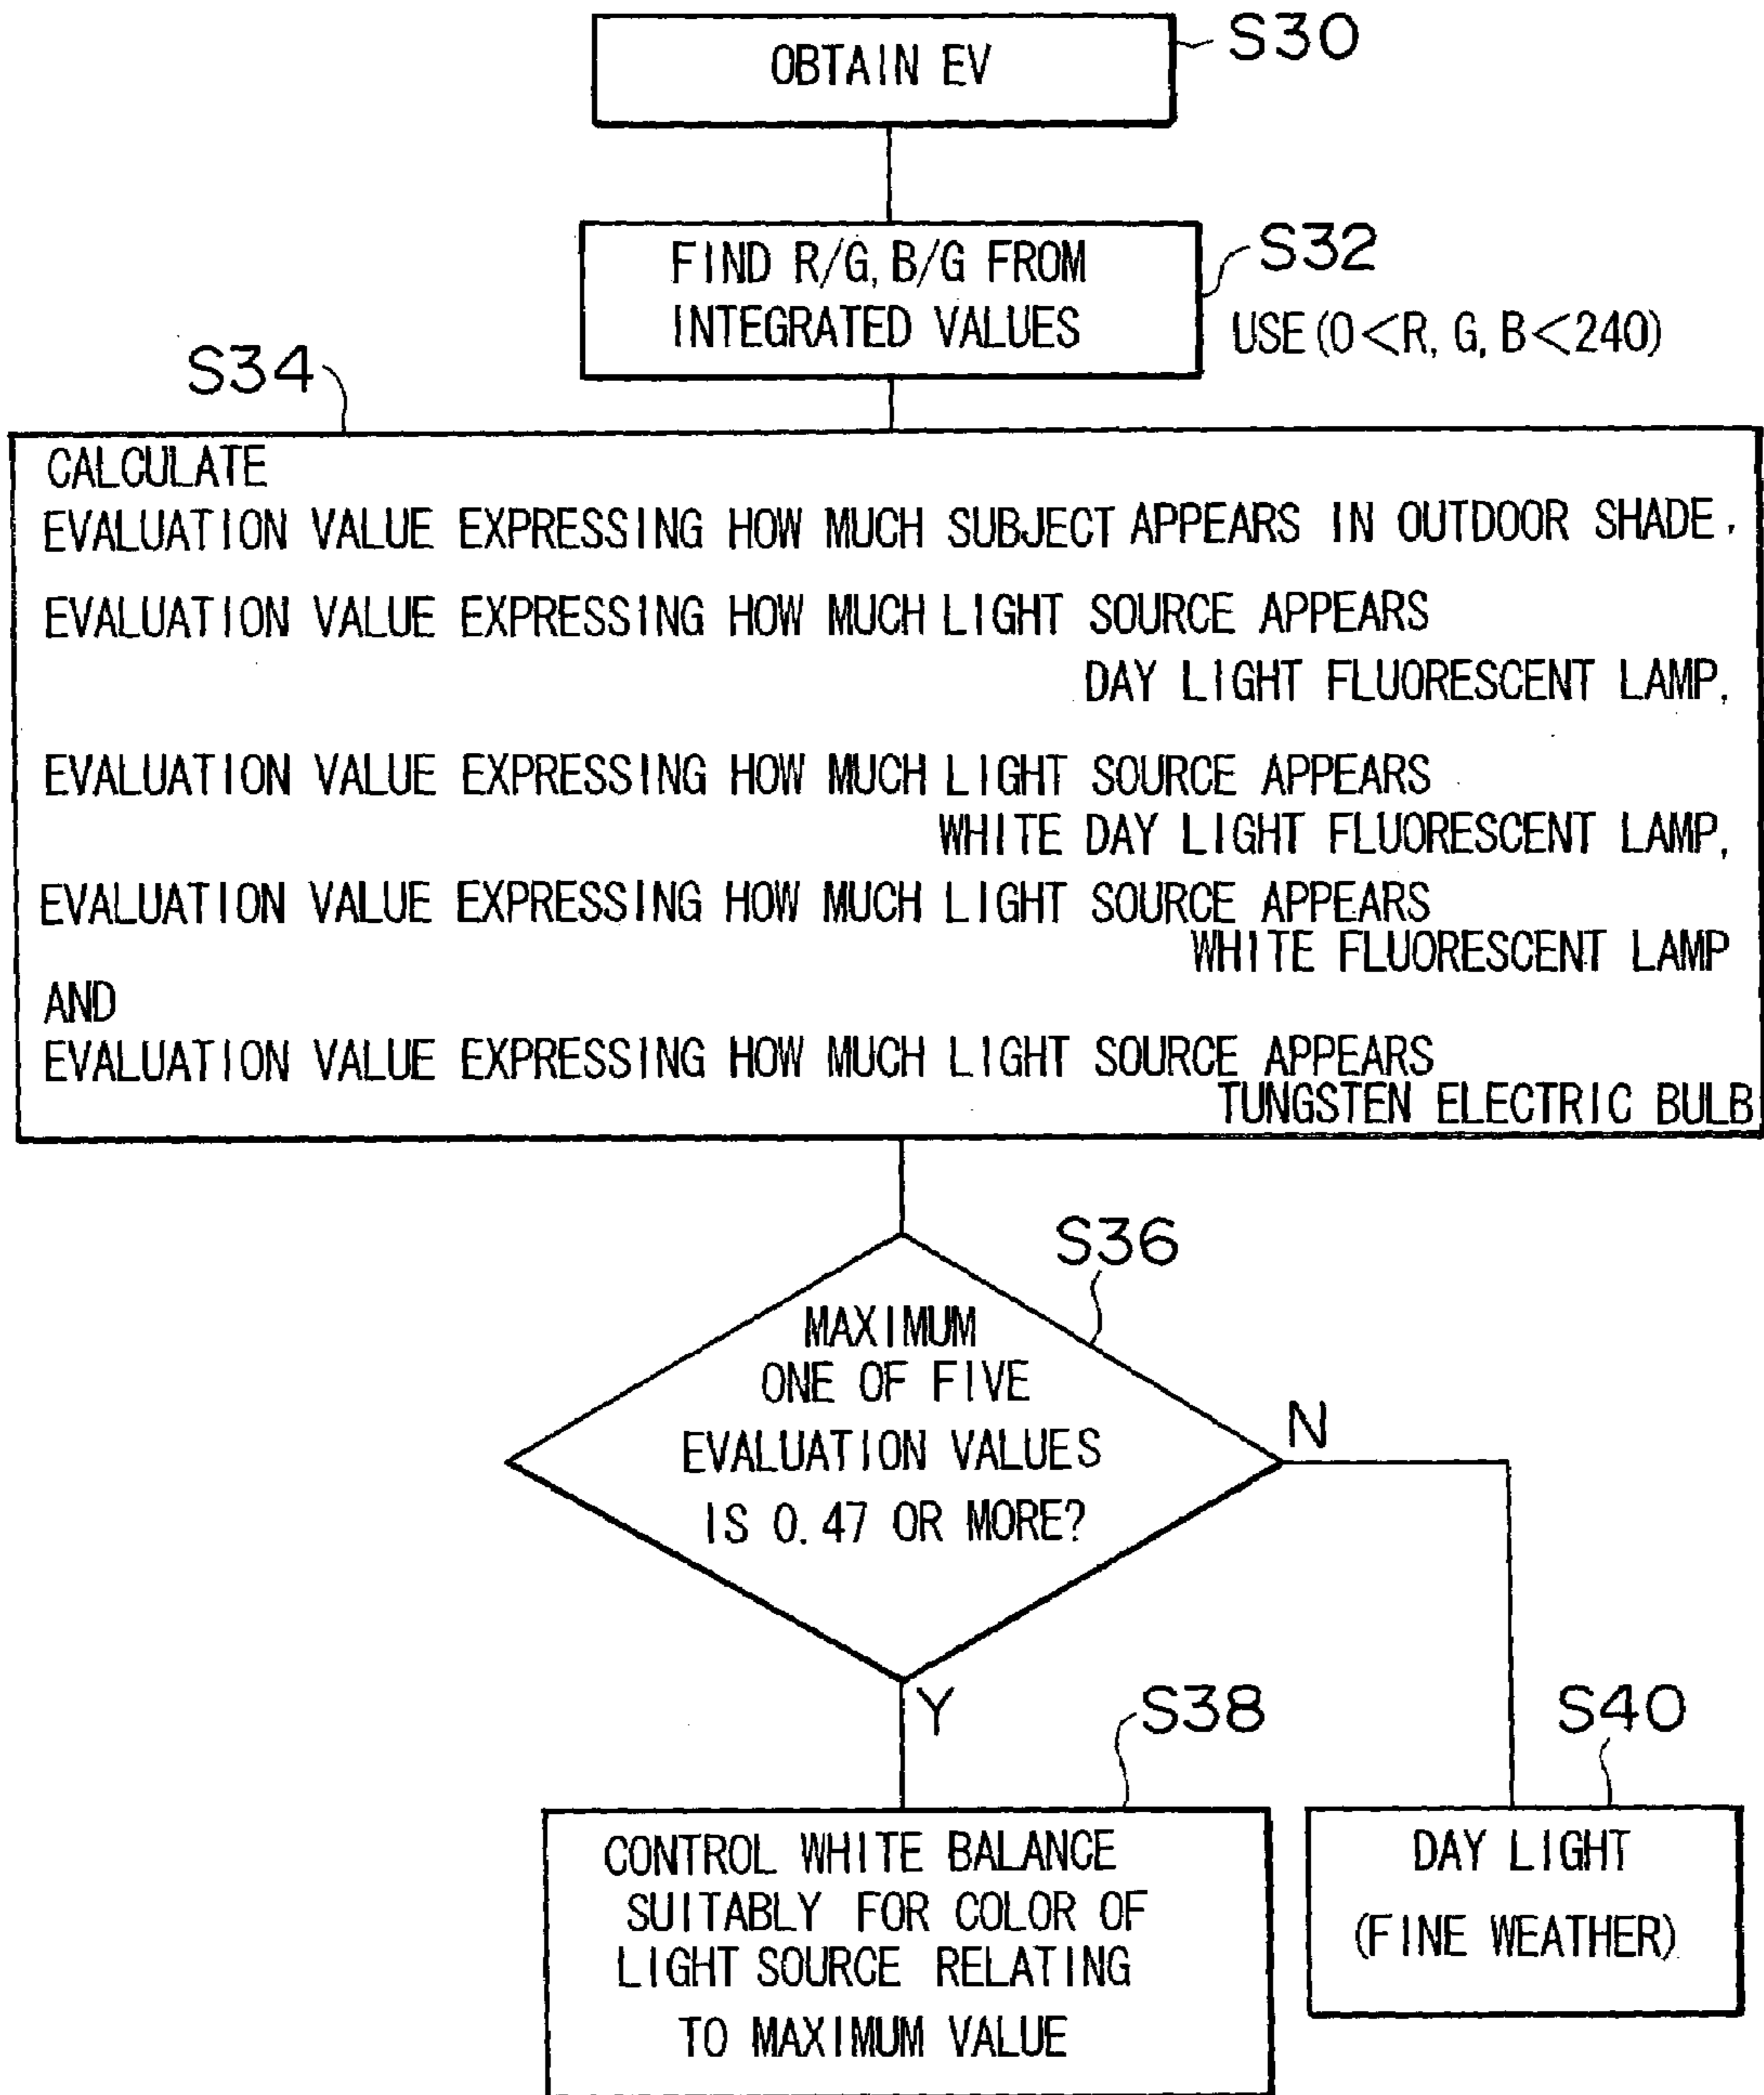 OBTAIN EV
S30
FIND R/G, B/G FROM
INTEGRATED VALUES
S32
USE (0<R, G, B<240)
S34
CALCULATE
EVALUATION VALUE EXPRESSING HOW MUCH SUBJECT APPEARS IN OUTDOOR SHADE,
EVALUATION VALUE EXPRESSING HOW MUCH LIGHT SOURCE APPEARS
DAY LIGHT FLUORESCENT LAMP,
EVALUATION VALUE EXPRESSING HOW MUCH LIGHT SOURCE APPEARS
WHITE DAY LIGHT FLUORESCENT LAMP,
EVALUATION VALUE EXPRESSING HOW MUCH LIGHT SOURCE APPEARS
WHITE FLUORESCENT LAMP
AND
EVALUATION VALUE EXPRESSING HOW MUCH LIGHT SOURCE APPEARS
TUNGSTEN ELECTRIC BULB
S36
MAXIMUM
ONE OF FIVE
EVALUATION VALUES
IS 0.47 OR MORE?
N
Y
S38
CONTROL WHITE BALANCE
SUITABLY FOR COLOR OF
LIGHT SOURCE RELATING
TO MAXIMUM VALUE
S40
DAY LIGHT
(FINE WEATHER)